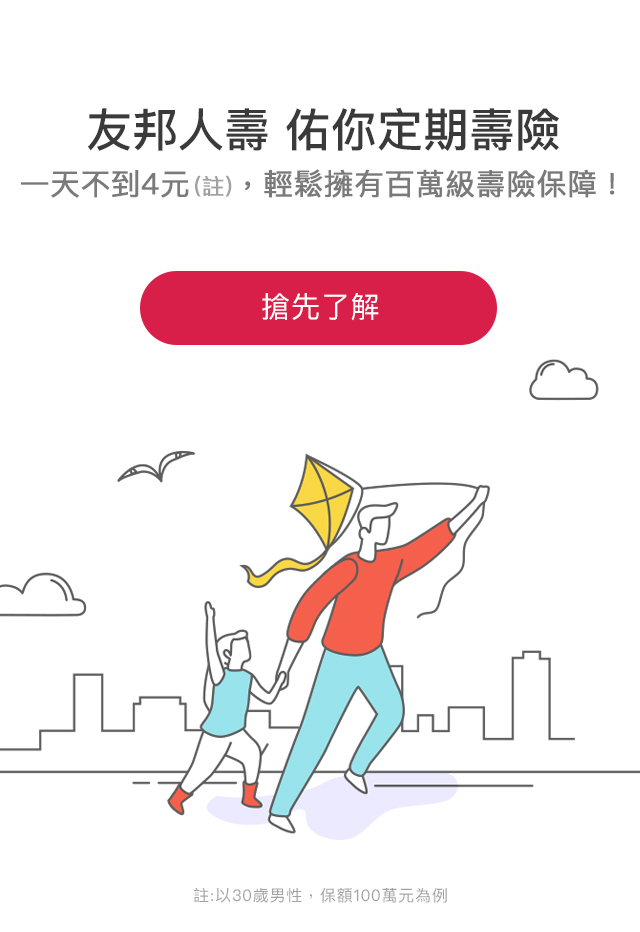 友邦人壽 佑你定期壽險
一天不到4元(註)，輕鬆擁有百萬級壽險保障！
搶先了解
註:以30歲男性，保額100萬元為例